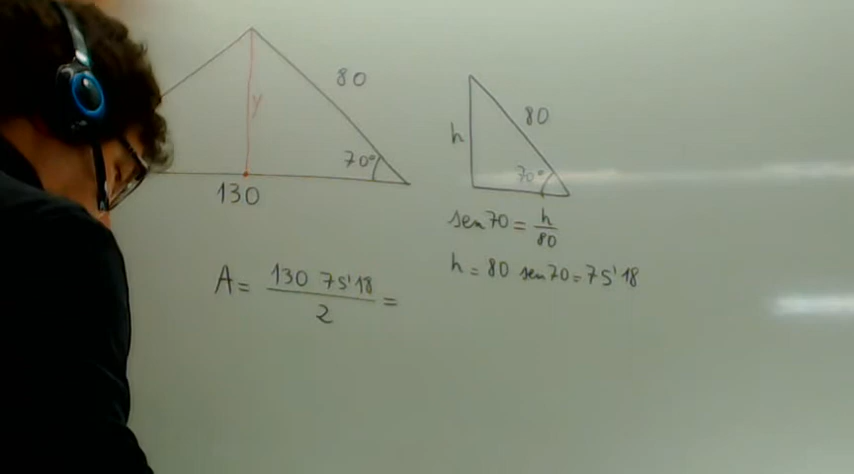 80
y
70°
130
80
h
70°
sen 70 = h/80
h = 80 sen 70 = 75'18
A = 130 75'18 / 2 =